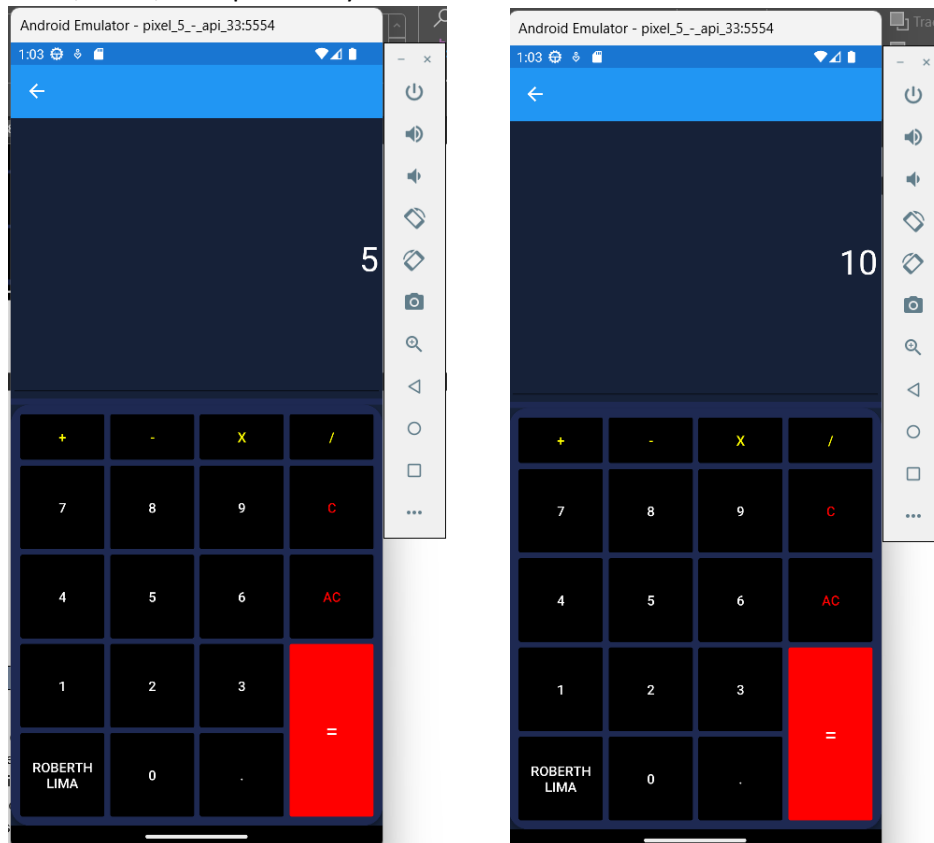 Android Emulator - pixel_5_-_api_33:5554
1:03
5
+ - X /
7 8 9 C
4 5 6 AC
1 2 3
=
ROBERTH
LIMA
0 .
Android Emulator - pixel_5_-_api_33:5554
1:03
10
+ - X /
7 8 9 C
4 5 6 AC
1 2 3
=
ROBERTH
LIMA
0 .